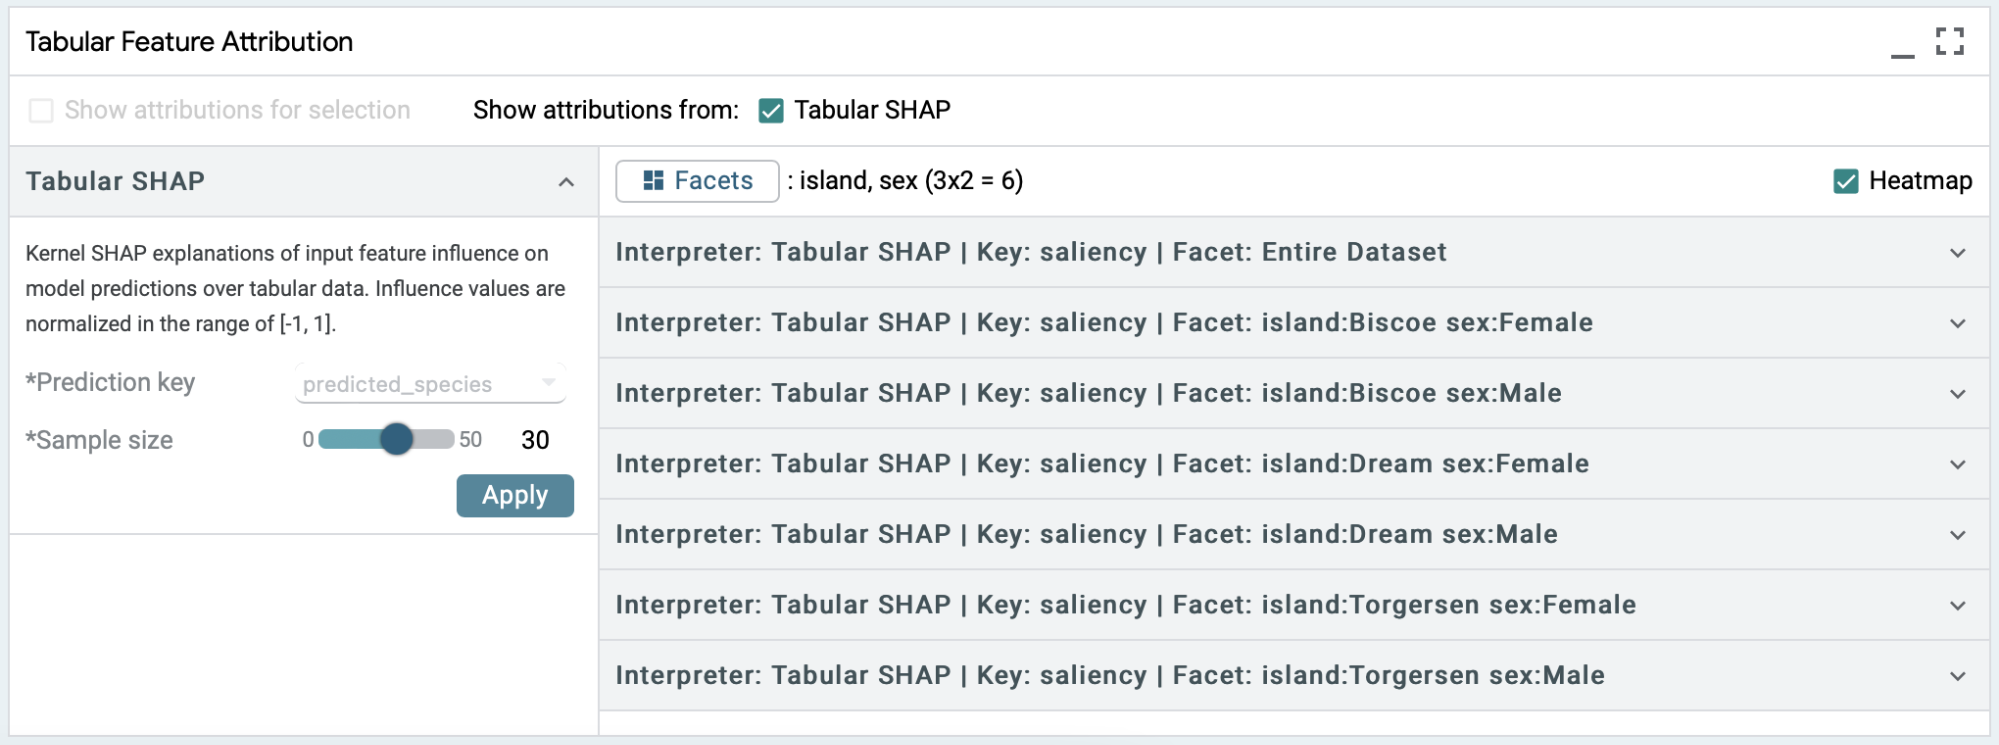 Tabular Feature Attribution
Show attributions for selection
Show attributions from: Tabular SHAP
Tabular SHAP
Kernel SHAP explanations of input feature influence on
model predictions over tabular data. Influence values are
normalized in the range of [-1, 1].
*Prediction key predicted_species
*Sample size 0 50 30
Apply
Facets : island, sex (3x2 = 6) Heatmap
Interpreter: Tabular SHAP | Key: saliency | Facet: Entire Dataset
Interpreter: Tabular SHAP | Key: saliency | Facet: island:Biscoe sex:Female
Interpreter: Tabular SHAP | Key: saliency | Facet: island:Biscoe sex:Male
Interpreter: Tabular SHAP | Key: saliency | Facet: island:Dream sex:Female
Interpreter: Tabular SHAP | Key: saliency | Facet: island:Dream sex:Male
Interpreter: Tabular SHAP | Key: saliency | Facet: island:Torgersen sex:Female
Interpreter: Tabular SHAP | Key: saliency | Facet: island:Torgersen sex:Male